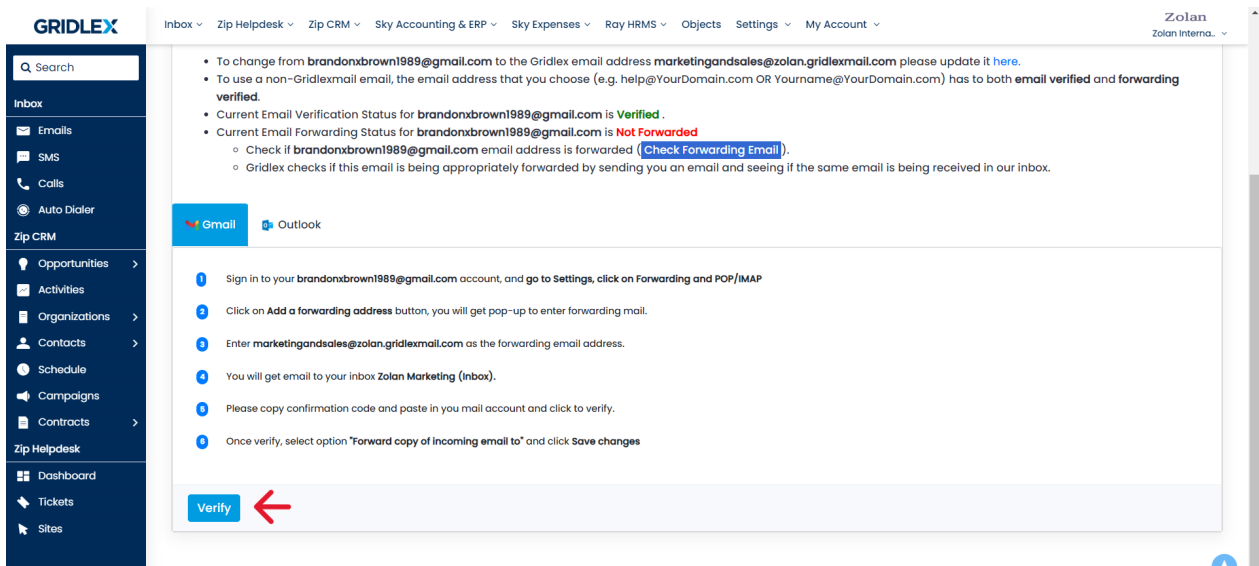 GRIDLEX
Inbox Zip Helpdesk Zip CRM Sky Accounting & ERP Sky Expenses Ray HRMS Objects Settings My Account
Zolan
Zolan Interna..
Search
Inbox
Emails
SMS
Calls
Auto Dialer
Zip CRM
Opportunities
Activities
Organizations
Contacts
Schedule
Campaigns
Contracts
Zip Helpdesk
Dashboard
Tickets
Sites
To change from brandonxbrown1989@gmail.com to the Gridlex email address marketingandsales@zolan.gridlexmail.com please update it here.
To use a non-Gridlexmail email, the email address that you choose (e.g. help@YourDomain.com OR Yourname@YourDomain.com) has to both email verified and forwarding
verified.
Current Email Verification Status for brandonxbrown1989@gmail.com is Verified .
Current Email Forwarding Status for brandonxbrown1989@gmail.com is Not Forwarded
Check if brandonxbrown1989@gmail.com email address is forwarded ( Check Forwarding Email ).
Gridlex checks if this email is being appropriately forwarded by sending you an email and seeing if the same email is being received in our inbox.
Gmail Outlook
1 Sign in to your brandonxbrown1989@gmail.com account, and go to Settings, click on Forwarding and POP/IMAP
2 Click on Add a forwarding address button, you will get pop-up to enter forwarding mail.
3 Enter marketingandsales@zolan.gridlexmail.com as the forwarding email address.
4 You will get email to your inbox Zolan Marketing (Inbox).
5 Please copy confirmation code and paste in you mail account and click to verify.
6 Once verify, select option "Forward copy of incoming email to" and click Save changes
Verify